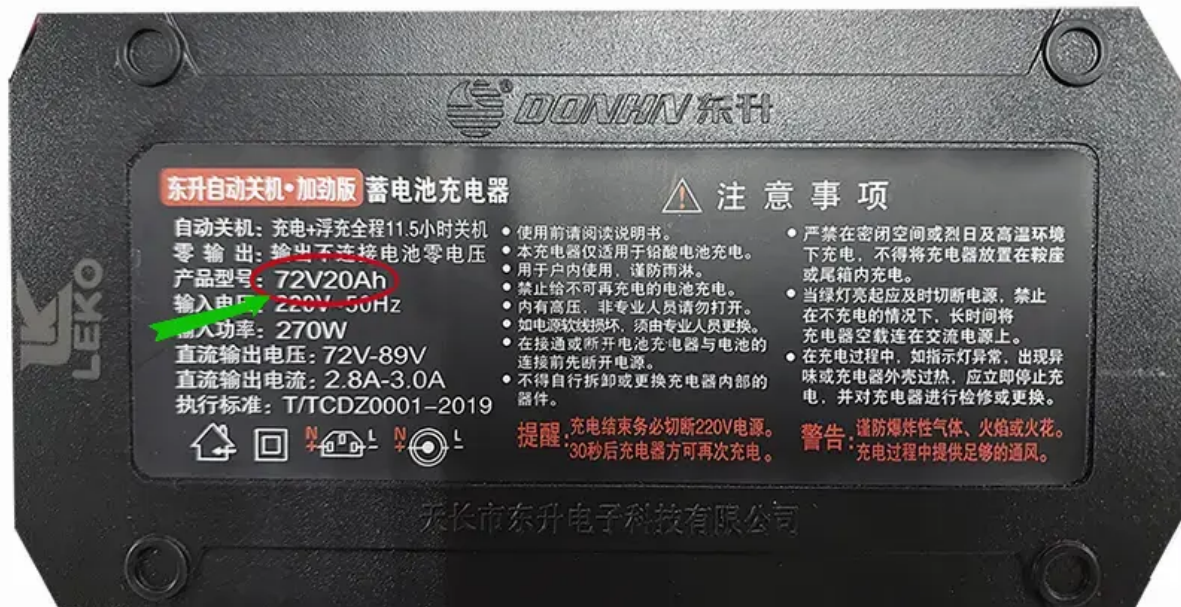 DONHN 东升
东升自动关机·加劲版 蓄电池充电器
自动关机：充电+浮充全程11.5小时关机
零 输 出：输出不连接电池零电压
产品型号：72V20Ah
输入电压：220V~50Hz
输入功率：270W
直流输出电压：72V-89V
直流输出电流：2.8A-3.0A
执行标准：T/TCDZ0001-2019
N L
+ -
N L
+ -
注意事项
● 使用前请阅读说明书。
● 本充电器仅适用于铅酸电池充电。
● 用于户内使用，谨防雨淋。
● 禁止给不可再充电的电池充电。
● 内有高压，非专业人员请勿打开。
● 如电源软线损坏，须由专业人员更换。
● 在接通或断开电池充电器与电池的
连接前先断开电源。
● 不得自行拆卸或更换充电器内部的
器件。
● 严禁在密闭空间或烈日及高温环境
下充电，不得将充电器放置在鞍座
或尾箱内充电。
● 当绿灯亮起应及时切断电源，禁止
在不充电的情况下，长时间将
充电器空载连在交流电源上。
● 在充电过程中，如指示灯异常，出现异
味或充电器外壳过热，应立即停止充
电，并对充电器进行检修或更换。
提醒：充电结束务必切断220V电源。
30秒后充电器方可再次充电。
警告：谨防爆炸性气体、火焰或火花。
充电过程中提供足够的通风。
天长市东升电子科技有限公司
LEKO